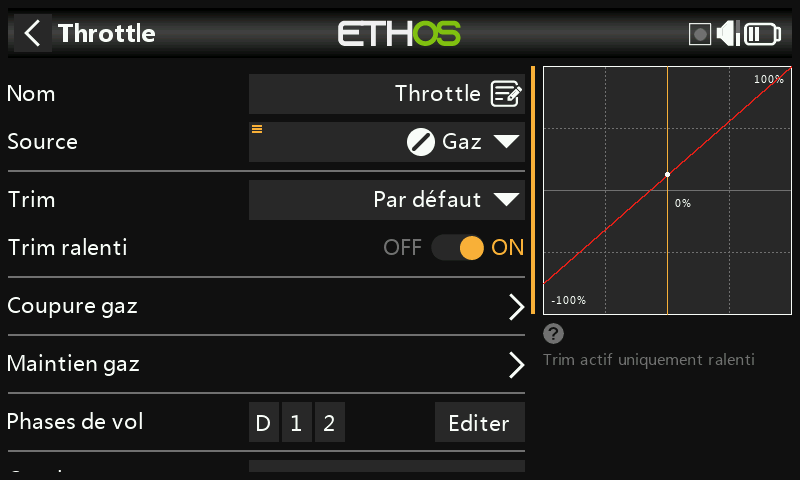 Throttle
ETHOS
Nom
Throttle
Source
Gaz
Trim
Par défaut
Trim ralenti
OFF
ON
Coupure gaz
Maintien gaz
Phases de vol
D 1 2
Editer
100%
0%
-100%
?
Trim actif uniquement ralenti